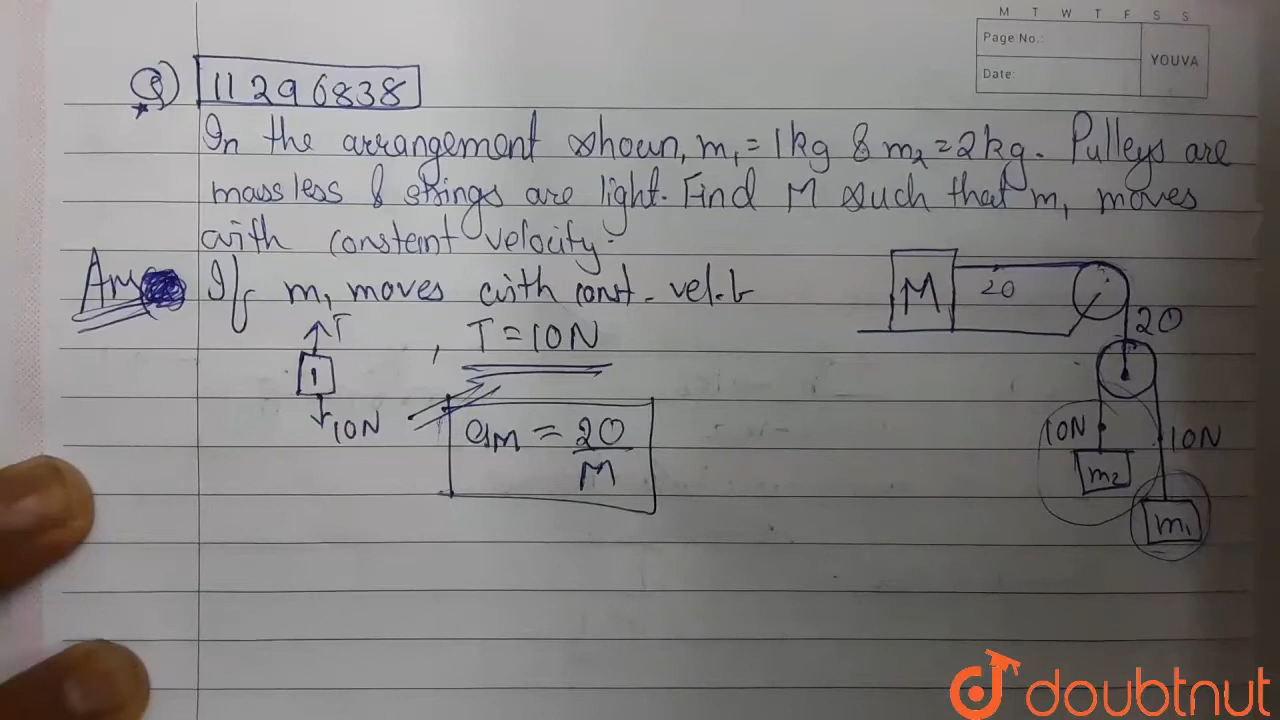 M T W T F S S
Page No.:
YOUVA
Date:
Q) 11296838
In the arrangement shown, m₁ = 1kg & m₂ = 2kg. Pulleys are
massless & strings are light. Find M such that m₁ moves
with constant velocity.
Ans If m₁ moves with const. vel.
M 20
T , T = 10N
20
1
10N
aM = 20/M
10N 10N
m₂
m₁
doubtnut